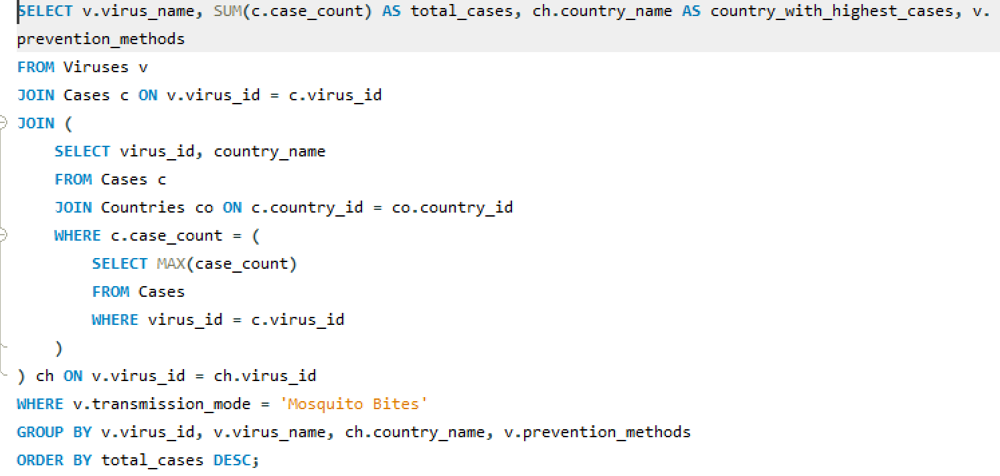 SELECT v.virus_name, SUM(c.case_count) AS total_cases, ch.country_name AS country_with_highest_cases, v.
prevention_methods
FROM Viruses v
JOIN Cases c ON v.virus_id = c.virus_id
JOIN (
    SELECT virus_id, country_name
    FROM Cases c
    JOIN Countries co ON c.country_id = co.country_id
    WHERE c.case_count = (
        SELECT MAX(case_count)
        FROM Cases
        WHERE virus_id = c.virus_id
    )
) ch ON v.virus_id = ch.virus_id
WHERE v.transmission_mode = 'Mosquito Bites'
GROUP BY v.virus_id, v.virus_name, ch.country_name, v.prevention_methods
ORDER BY total_cases DESC;